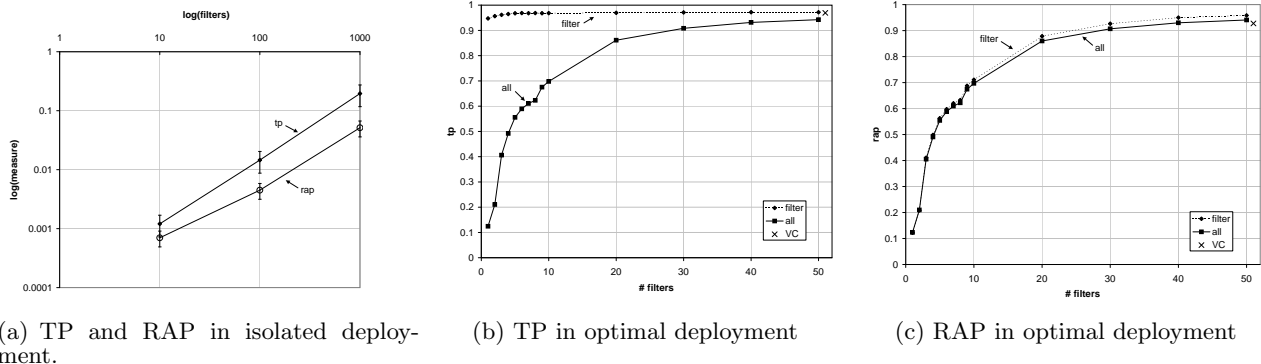 log(filters)
1 10 100 1000
1
0.1
0.01
0.001
0.0001
log(measure)
tp
rap
(a) TP and RAP in isolated deploy-
ment.
1
0.9
0.8
0.7
0.6
0.5
0.4
0.3
0.2
0.1
0
tp
filter
all
filter
all
VC
0 10 20 30 40 50
# filters
(b) TP in optimal deployment
1
0.9
0.8
0.7
0.6
0.5
0.4
0.3
0.2
0.1
0
rap
filter
all
filter
all
VC
0 10 20 30 40 50
# filters
(c) RAP in optimal deployment